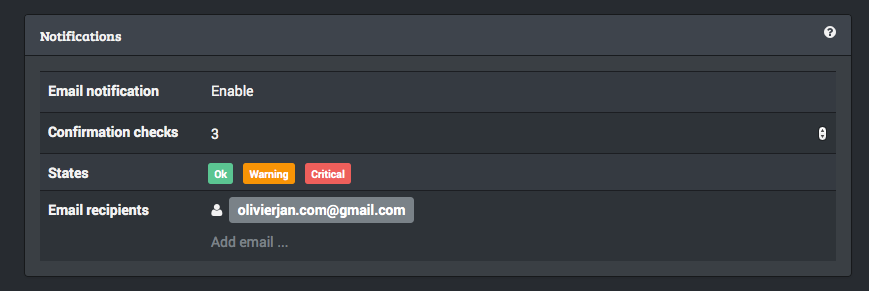 Notifications
Email notification Enable
Confirmation checks 3
States Ok Warning Critical
Email recipients olivierjan.com@gmail.com
Add email ...